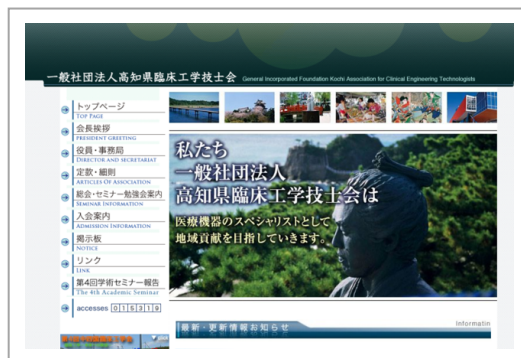 一般社団法人高知県臨床工学技士会 General Incorporated Foundation Kochi Association for Clinical Engineering Technologists
トップページ
TOP PAGE
会長挨拶
PRESIDENT GREETING
役員・事務局
DIRECTOR AND SECRETARIAT
定款・細則
ARTICLES OF ASSOCIATION
総会・セミナー勉強会案内
SEMINAR INFORMATION
入会案内
ADMISSION INFORMATION
掲示板
NOTICE
リンク
LINK
第4回学術セミナー報告
The 4th Academic Seminar
accesses 015319
私たち
一般社団法人
高知県臨床工学技士会は
医療機器のスペシャリストとして
地域貢献を目指していきます。
最新・更新情報お知らせ
Informatin